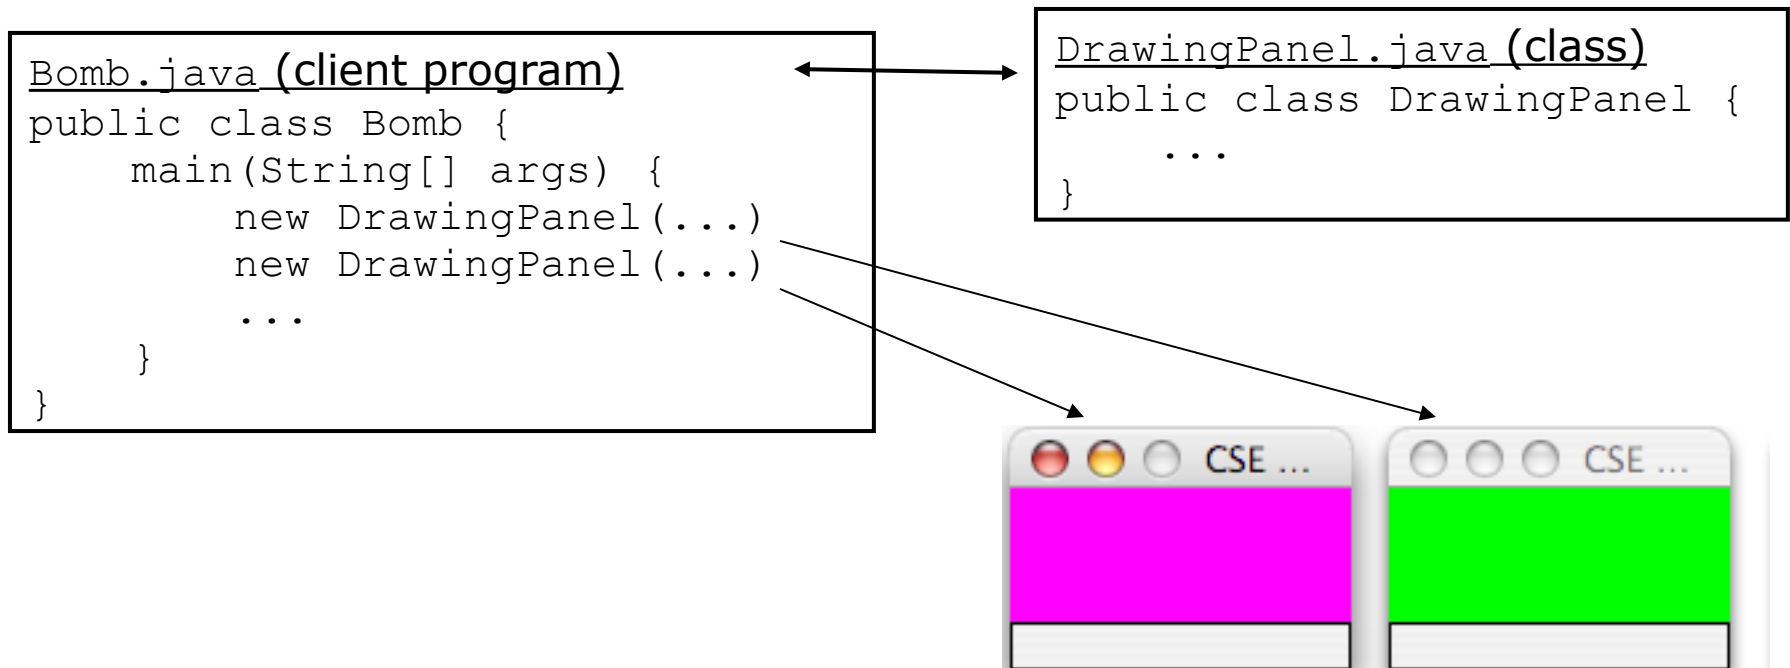 Bomb.java (client program)
public class Bomb {
main(String[] args) {
new DrawingPanel(...)
new DrawingPanel(...)
...
}
}
DrawingPanel.java (class)
public class DrawingPanel {
...
}
CSE ...
CSE ...